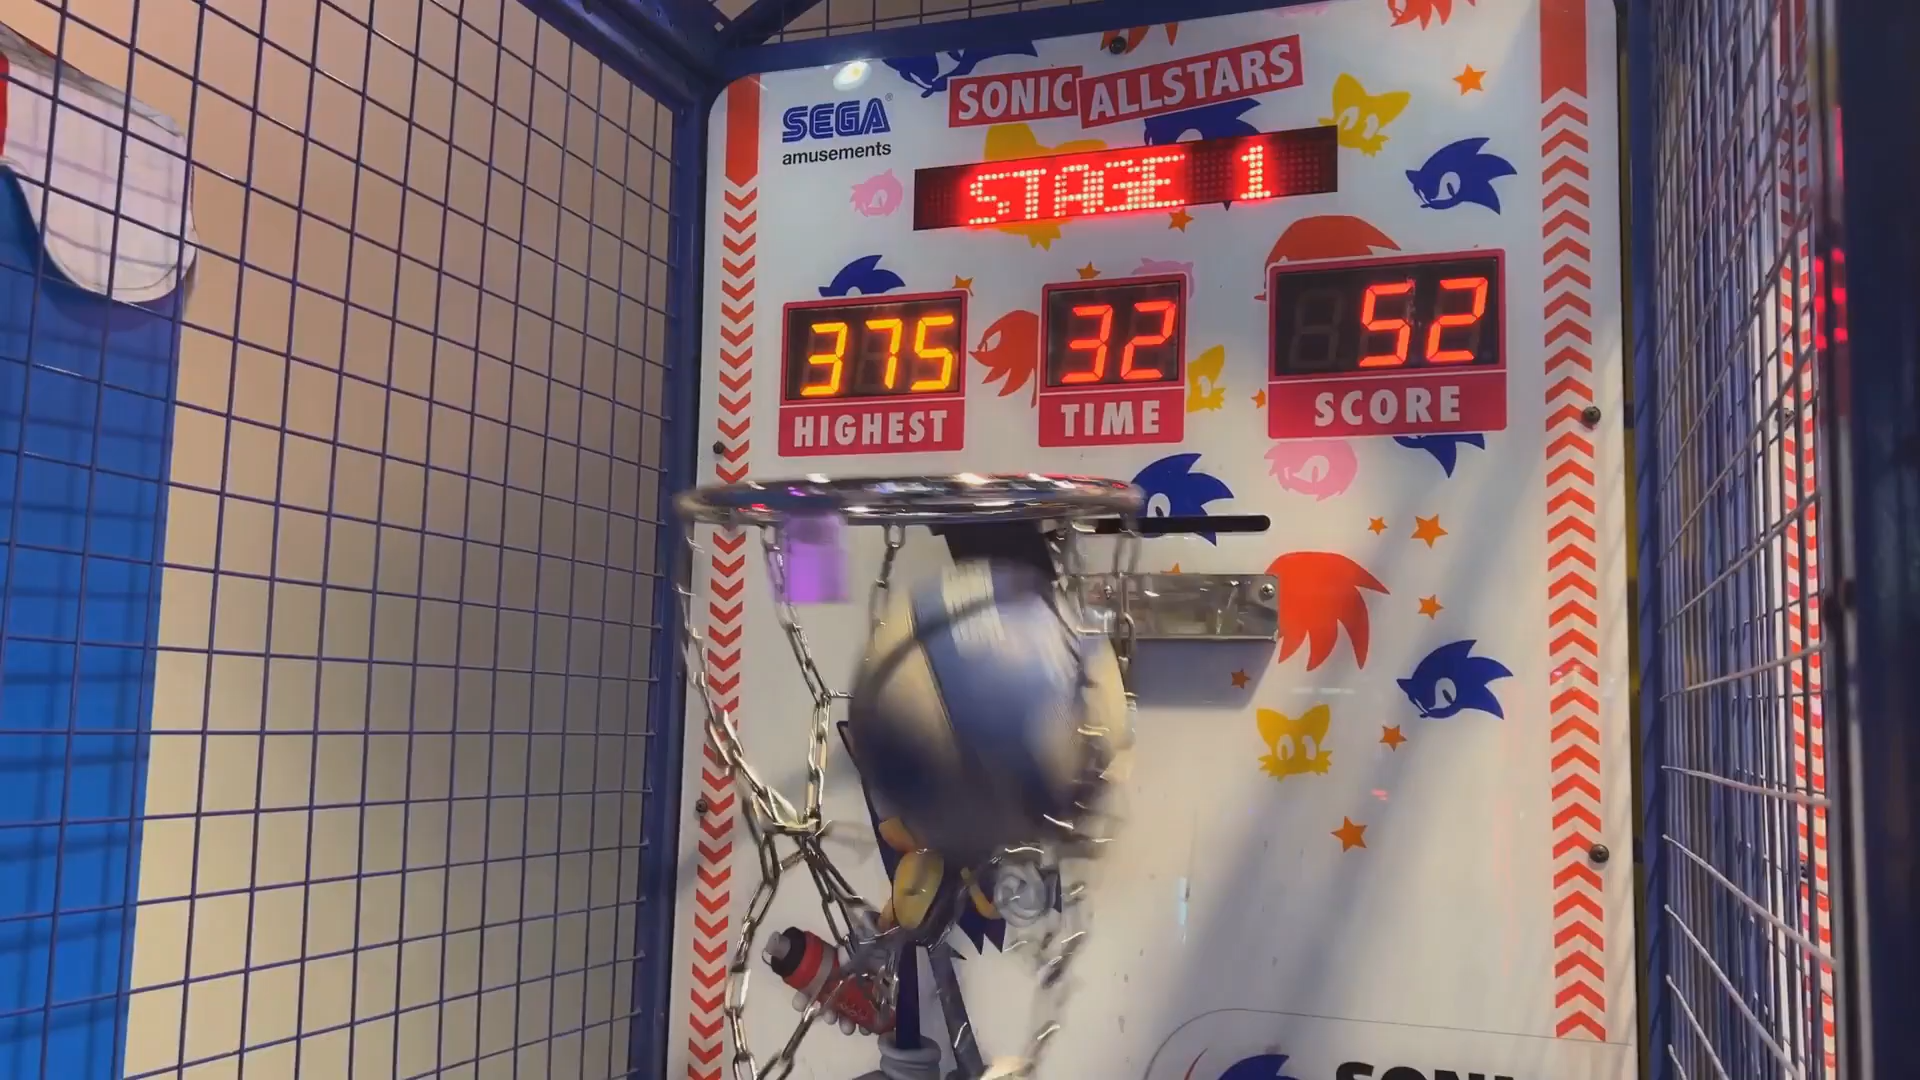 SONIC ALLSTARS
SEGA®
amusements
STAGE 1
375
32
52
HIGHEST
TIME
SCORE